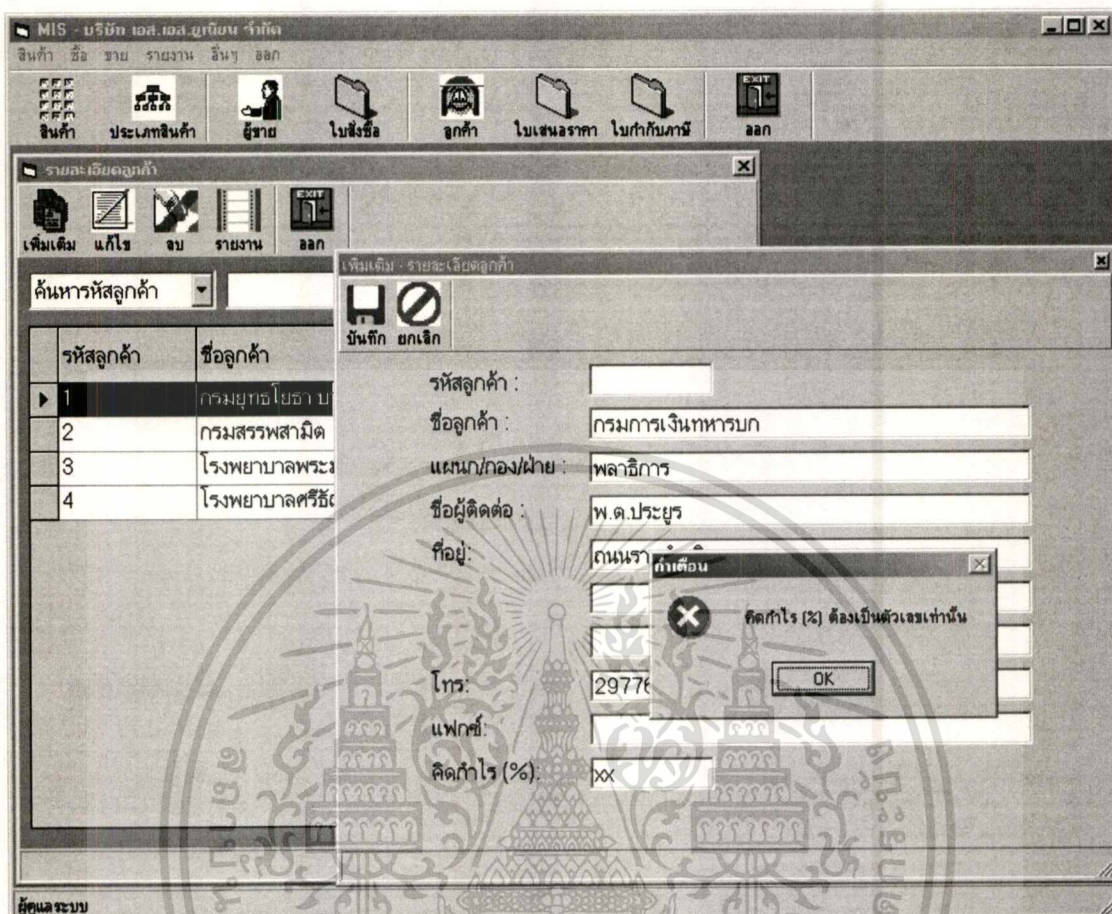 MIS - บริษัท เอส.เอส.ยูเนียน จำกัด
สินค้า ซื้อ ขาย รายงาน อื่นๆ ออก
สินค้า ประเภทสินค้า ผู้ขาย ใบสั่งซื้อ ลูกค้า ใบเสนอราคา ใบกำกับภาษี EXIT ออก
รายละเอียดลูกค้า
เพิ่มเติม แก้ไข ลบ รายงาน EXIT ออก
เพิ่มเติม - รายละเอียดลูกค้า
ค้นหารหัสลูกค้า
บันทึก ยกเลิก
รหัสลูกค้า ชื่อลูกค้า
1 กรมยุทธโยธา
2 กรมสรรพสามิต
3 โรงพยาบาลพระม
4 โรงพยาบาลศรีธัญ
รหัสลูกค้า :
ชื่อลูกค้า : กรมการเงินทหารบก
แผนก/กอง/ฝ่าย : พลาธิการ
ชื่อผู้ติดต่อ : พ.ต.ประยูร
ที่อยู่: ถนนรา
คำเตือน
คิดกำไร (%) ต้องเป็นตัวเลขเท่านั้น
OK
โทร: 29776
แฟกซ์:
คิดกำไร (%): xx
ผู้ดูแลระบบ